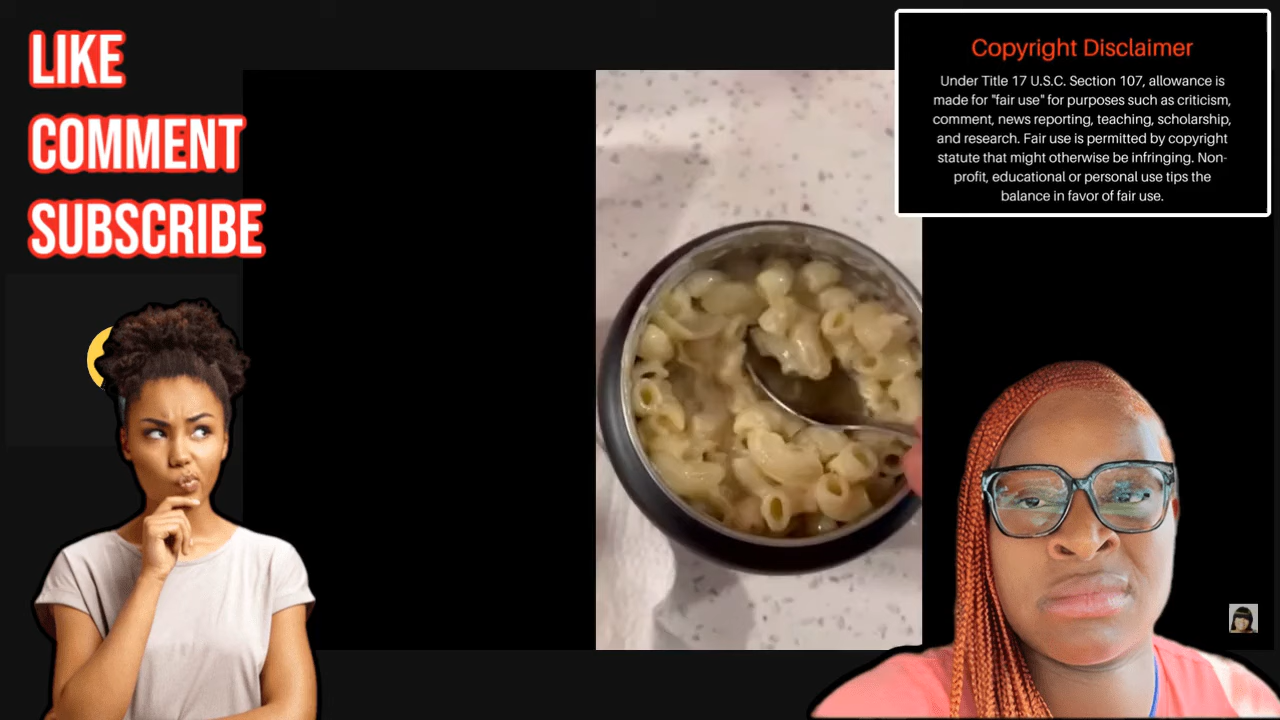 LIKE
COMMENT
SUBSCRIBE
Copyright Disclaimer
Under Title 17 U.S.C. Section 107, allowance is
made for "fair use" for purposes such as criticism,
comment, news reporting, teaching, scholarship,
and research. Fair use is permitted by copyright
statute that might otherwise be infringing. Non-
profit, educational or personal use tips the
balance in favor of fair use.